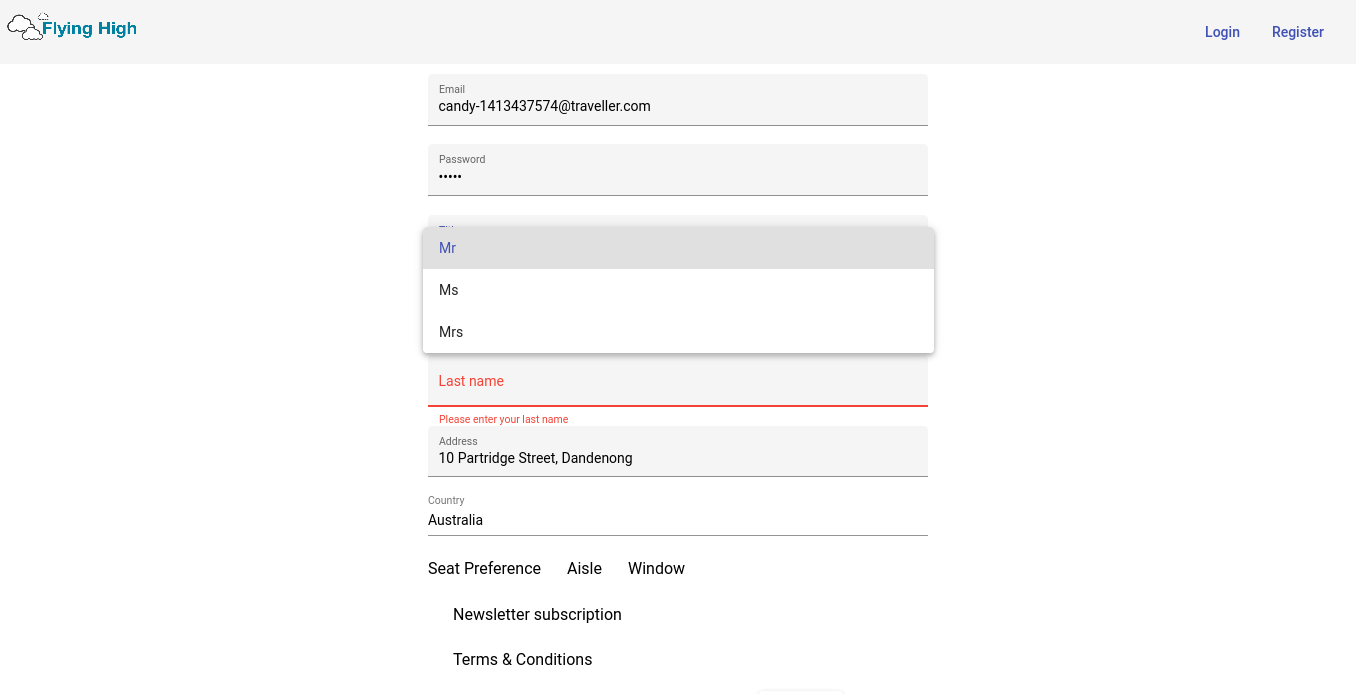 Flying High
Login Register
Email
candy-1413437574@traveller.com
Password
•••••
Mr
Ms
Mrs
Last name
Please enter your last name
Address
10 Partridge Street, Dandenong
Country
Australia
Seat Preference Aisle Window
Newsletter subscription
Terms & Conditions